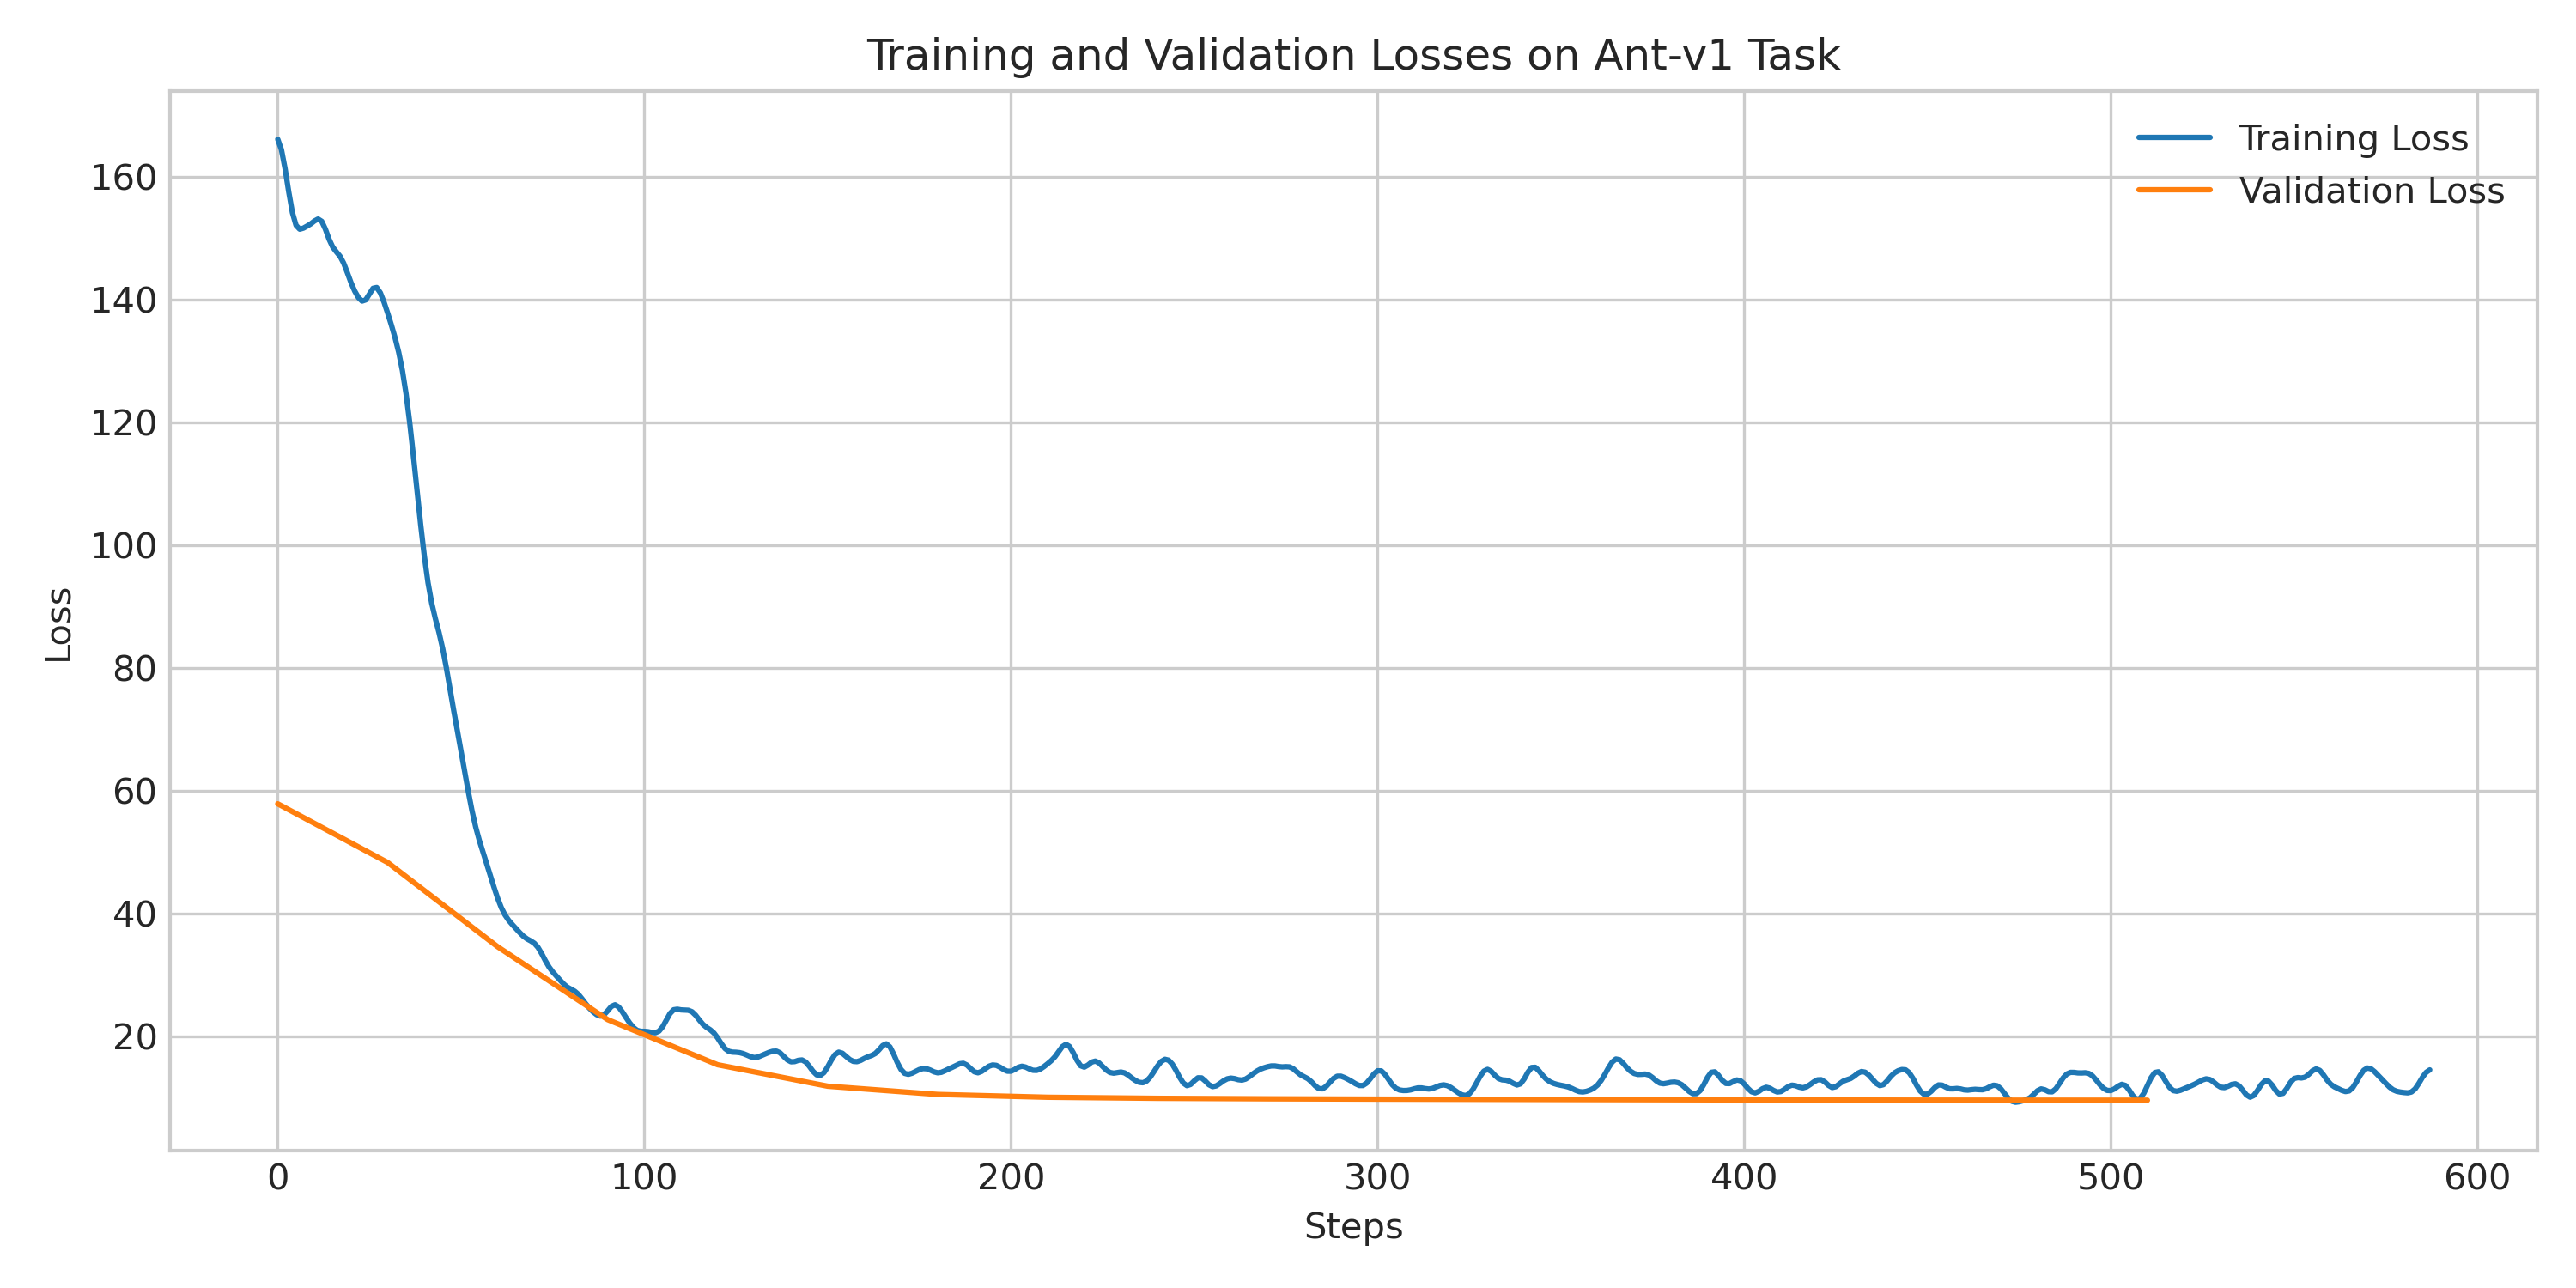 Training and Validation Losses on Ant-v1 Task
Training Loss
Validation Loss
160
140
120
100
80
60
40
20
Loss
0 100 200 300 400 500 600
Steps